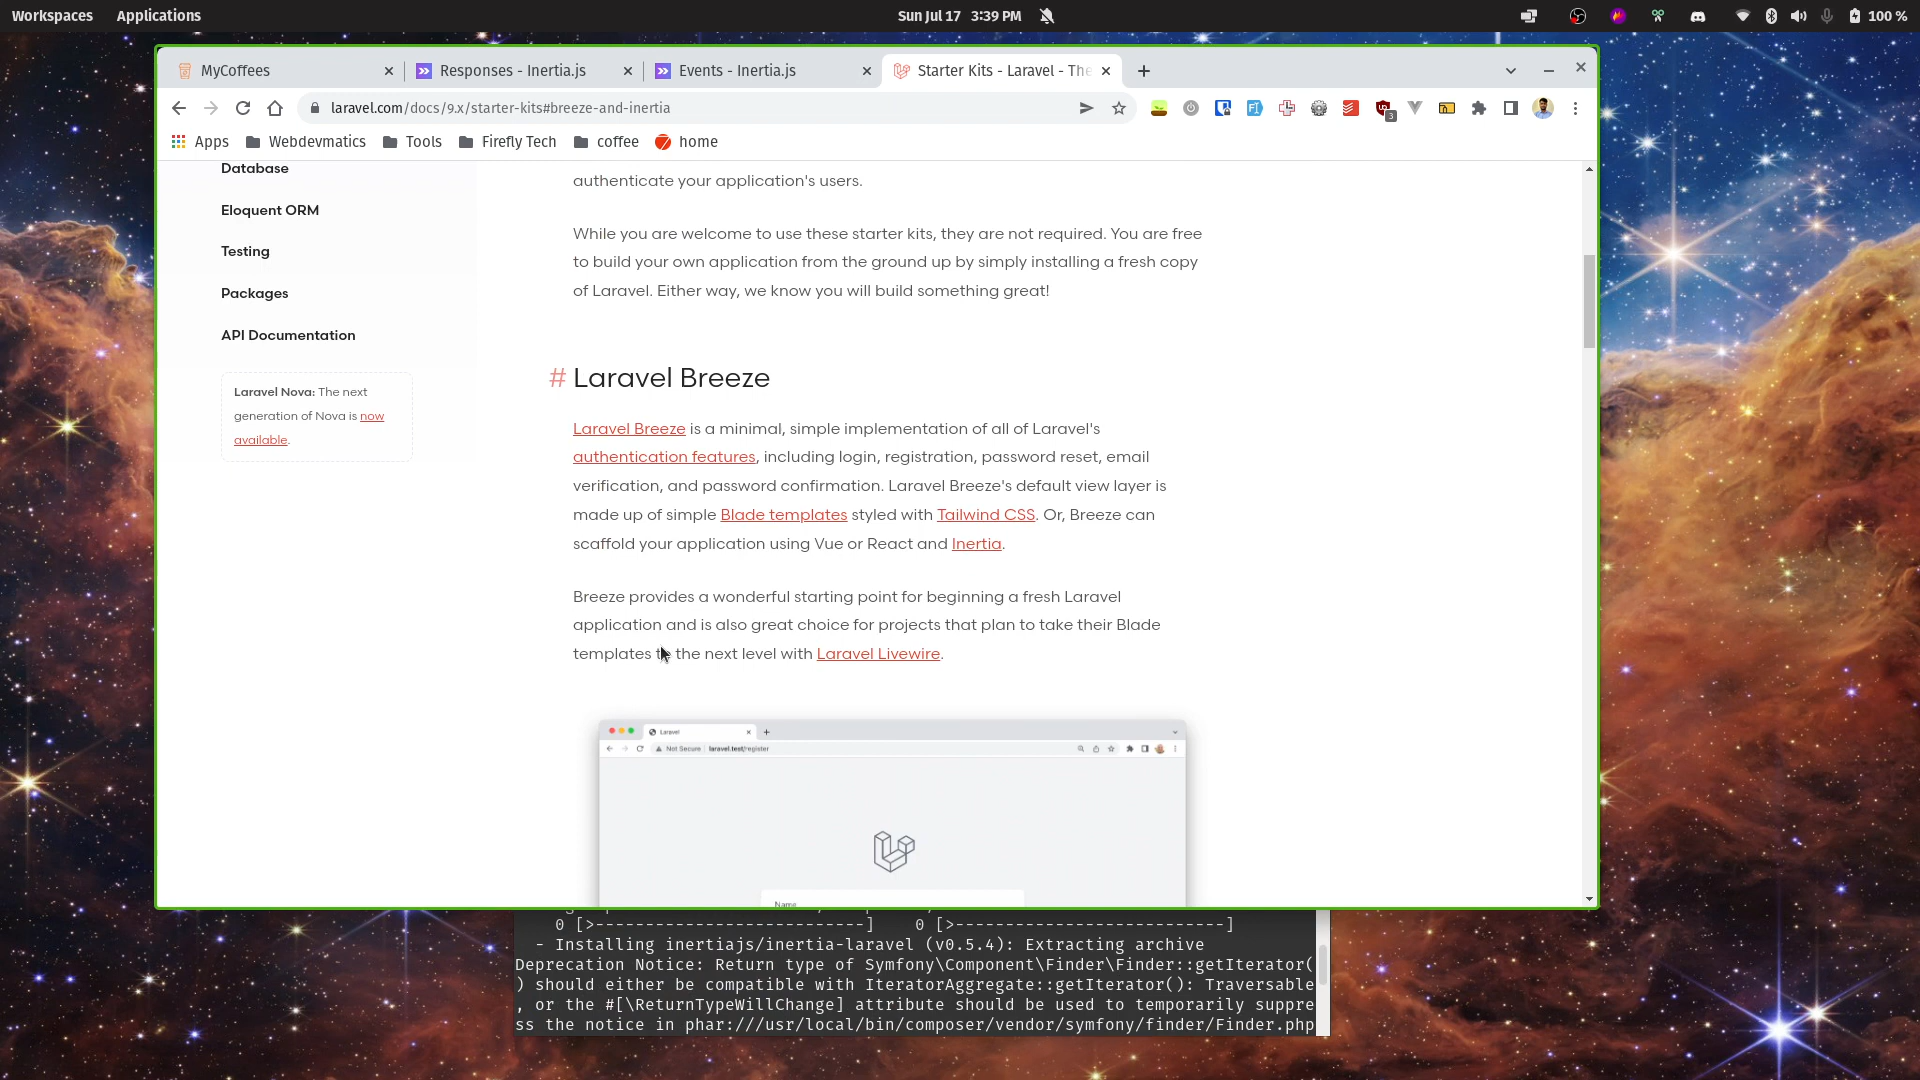 Workspaces Applications Sun Jul 17 3:39 PM 100 %
MyCoffees Responses - Inertia.js Events - Inertia.js Starter Kits - Laravel - The
laravel.com/docs/9.x/starter-kits#breeze-and-inertia
3
Apps Webdevmatics Tools Firefly Tech coffee home
Database
Eloquent ORM
Testing
Packages
API Documentation
Laravel Nova: The next
generation of Nova is now
available.
authenticate your application's users.
While you are welcome to use these starter kits, they are not required. You are free
to build your own application from the ground up by simply installing a fresh copy
of Laravel. Either way, we know you will build something great!
# Laravel Breeze
Laravel Breeze is a minimal, simple implementation of all of Laravel's
authentication features, including login, registration, password reset, email
verification, and password confirmation. Laravel Breeze's default view layer is
made up of simple Blade templates styled with Tailwind CSS. Or, Breeze can
scaffold your application using Vue or React and Inertia.
Breeze provides a wonderful starting point for beginning a fresh Laravel
application and is also great choice for projects that plan to take their Blade
templates to the next level with Laravel Livewire.
Laravel
Not Secure laravel.test/register
Name
0 [>---------------------------] 0 [>---------------------------]
- Installing inertiajs/inertia-laravel (v0.5.4): Extracting archive
Deprecation Notice: Return type of Symfony\Component\Finder\Finder::getIterator(
) should either be compatible with IteratorAggregate::getIterator(): Traversable
, or the #[\ReturnTypeWillChange] attribute should be used to temporarily suppre
ss the notice in phar:///usr/local/bin/composer/vendor/symfony/finder/Finder.php